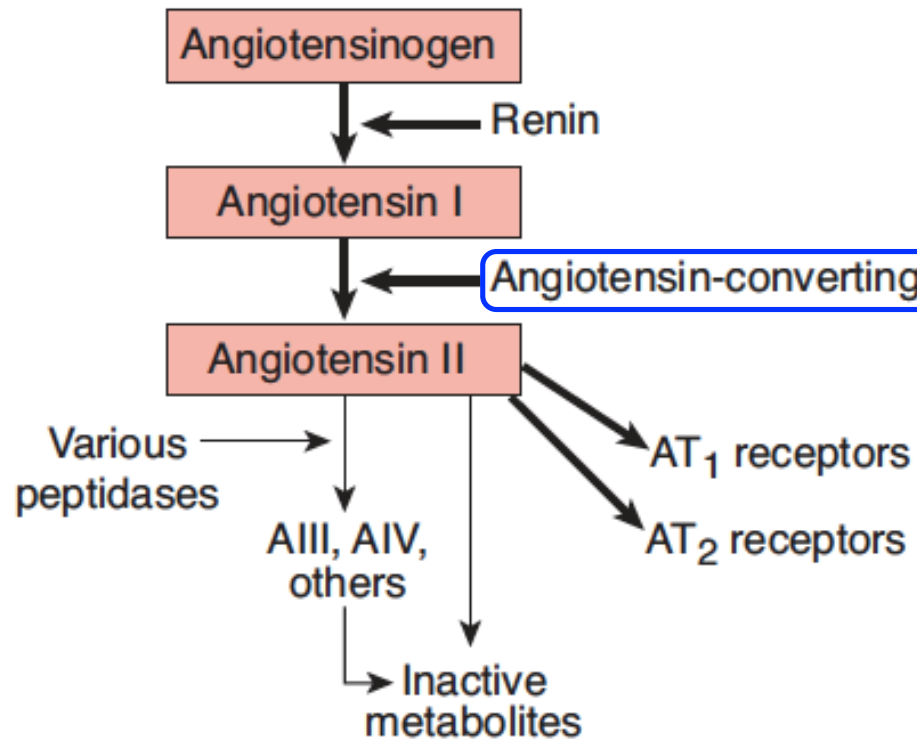 Angiotensinogen
Renin
Angiotensin I
Angiotensin-converting
Angiotensin II
Various
peptidases
AT₁ receptors
AT₂ receptors
AIII, AIV,
others
Inactive
metabolites